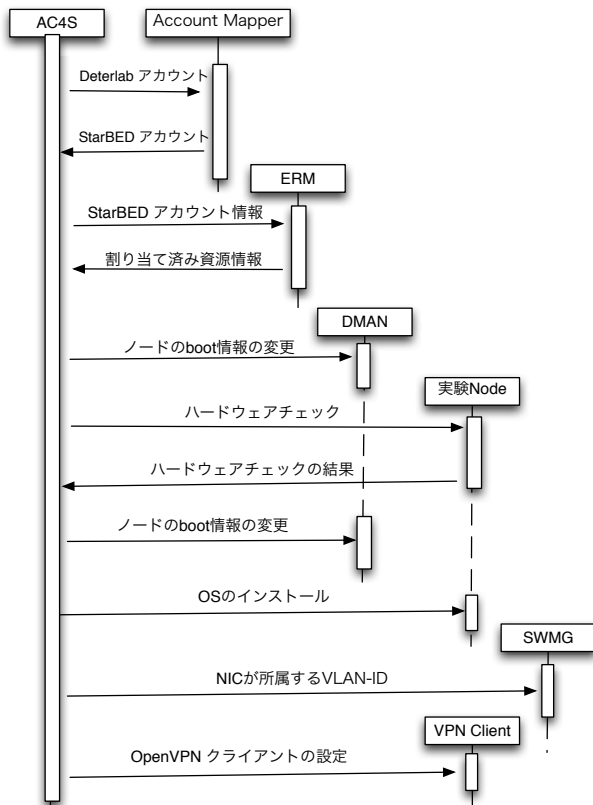 AC4S
Account Mapper
Deterlab アカウント
StarBED アカウント
ERM
StarBED アカウント情報
割り当て済み資源情報
DMAN
ノードのboot情報の変更
実験Node
ハードウェアチェック
ハードウェアチェックの結果
ノードのboot情報の変更
OSのインストール
SWMG
NICが所属するVLAN-ID
VPN Client
OpenVPN クライアントの設定